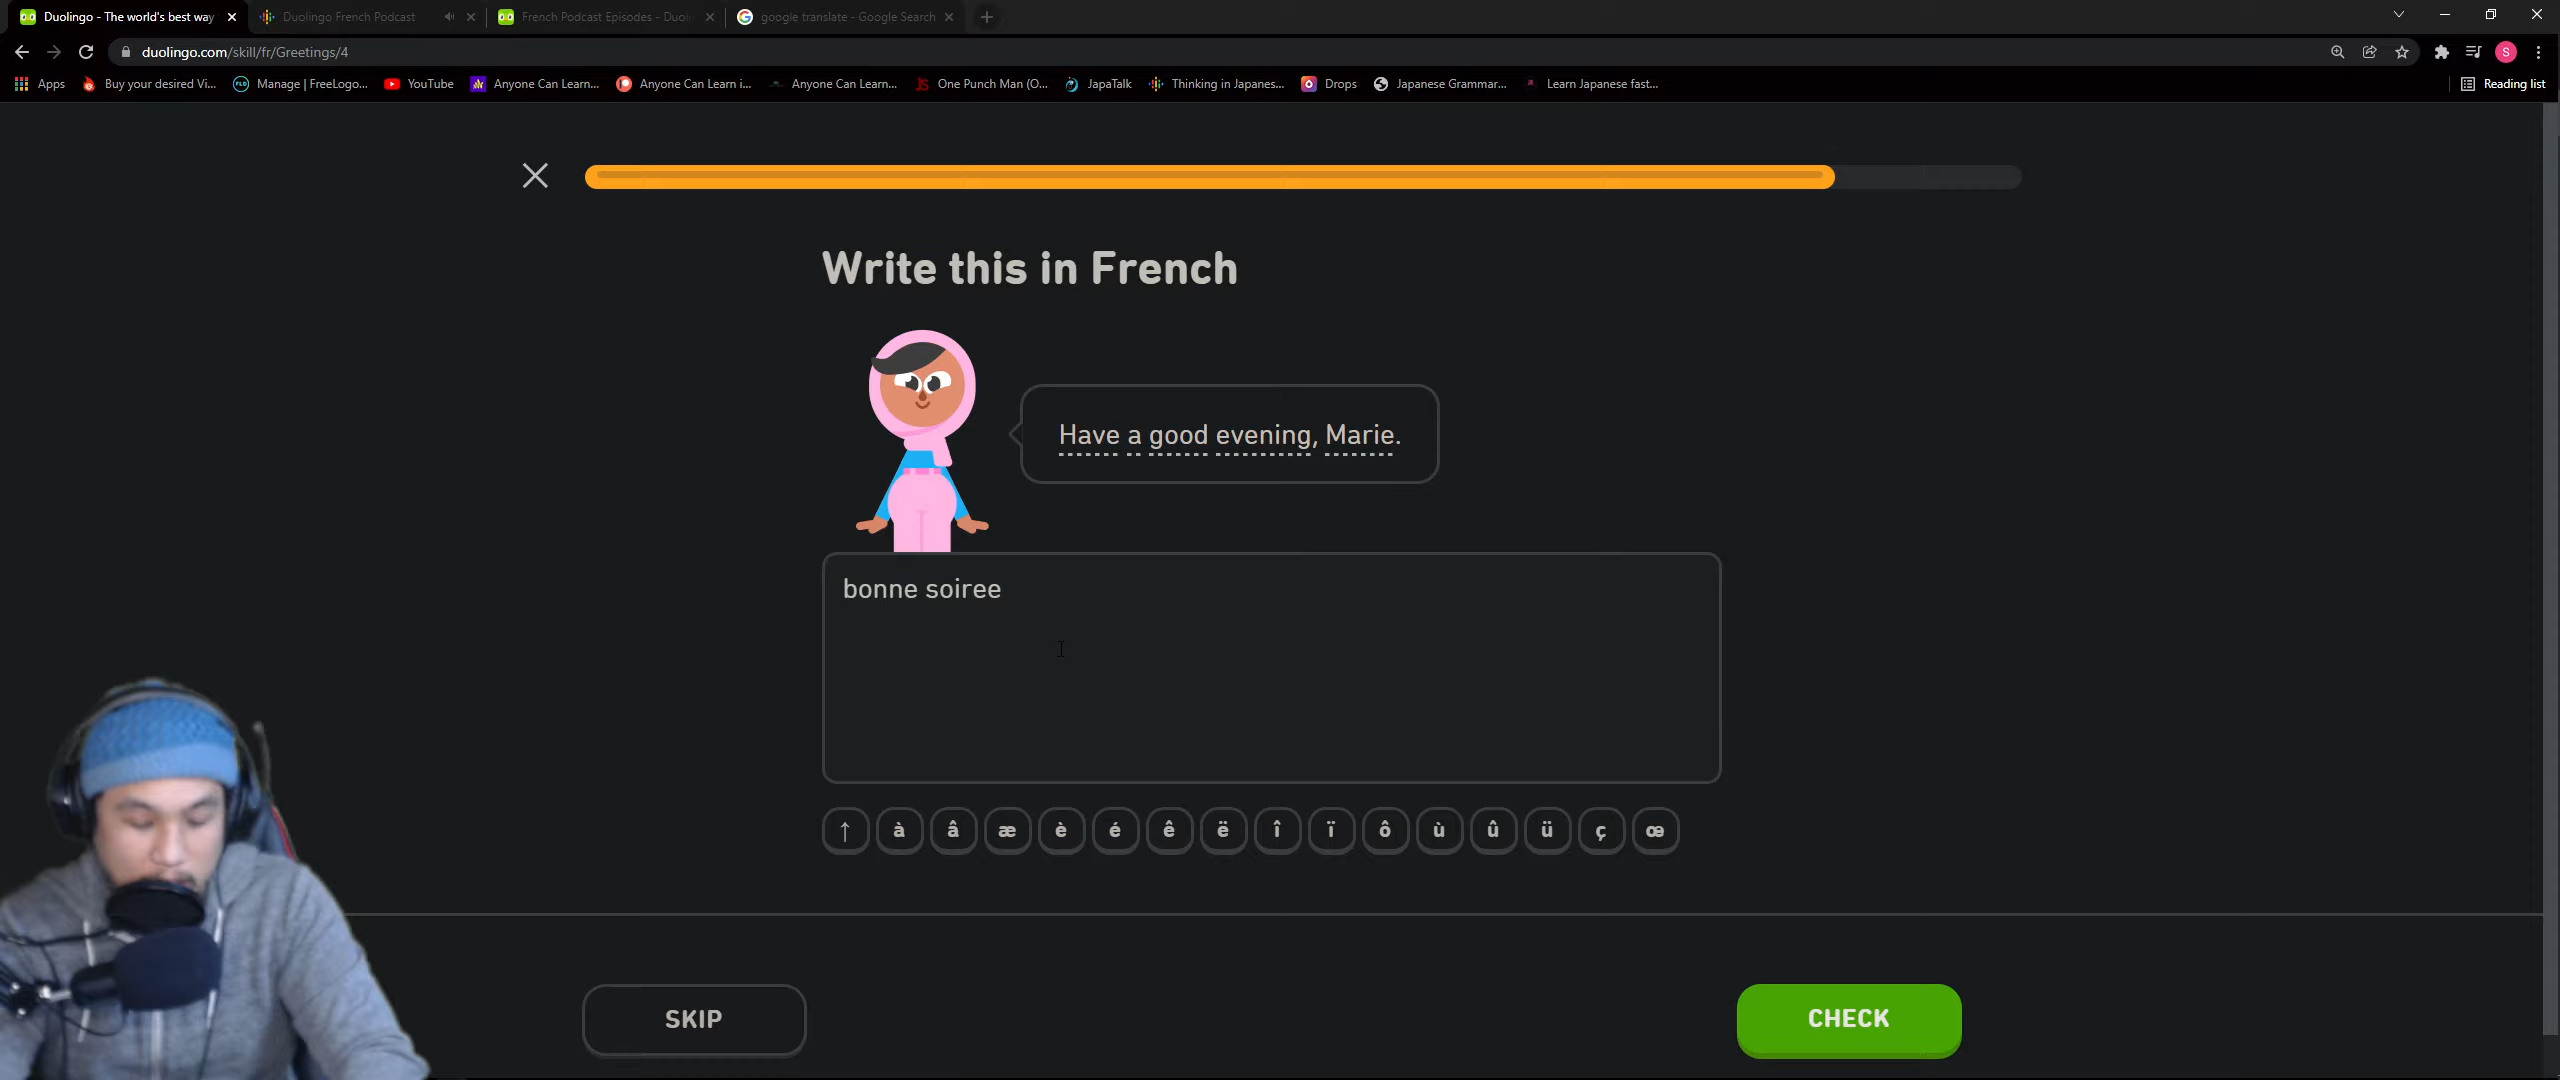 Duolingo - The world's best way
Duolingo French Podcast
French Podcast Episodes - Duol
google translate - Google Search
duolingo.com/skill/fr/Greetings/4
S
Apps
Buy your desired Vi...
FLD
Manage | FreeLogo...
YouTube
Anyone Can Learn...
Anyone Can Learn i...
Anyone Can Learn...
JS
One Punch Man (O...
JapaTalk
Thinking in Japanes...
Drops
Japanese Grammar...
Learn Japanese fast...
Reading list
Write this in French
Have a good evening, Marie.
bonne soiree
↑ à â æ è é ê ë î ï ô ù û ü ç œ
SKIP
CHECK